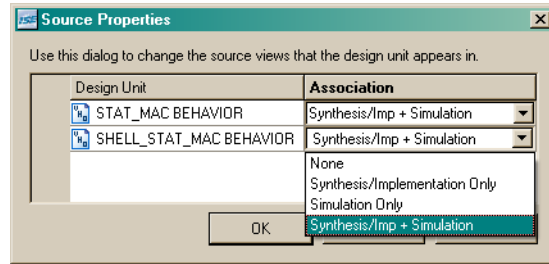 ISE Source Properties
Use this dialog to change the source views that the design unit appears in.
Design Unit Association
STAT_MAC BEHAVIOR Synthesis/Imp + Simulation
SHELL_STAT_MAC BEHAVIOR Synthesis/Imp + Simulation
None
Synthesis/Implementation Only
Simulation Only
OK Synthesis/Imp + Simulation